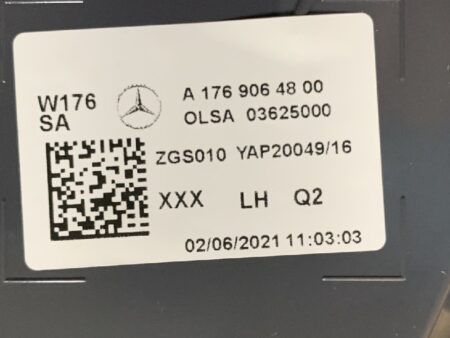 W176
SA
A 176 906 48 00
OLSA 03625000
ZGS010 YAP20049/16
XXX LH Q2
02/06/2021 11:03:03